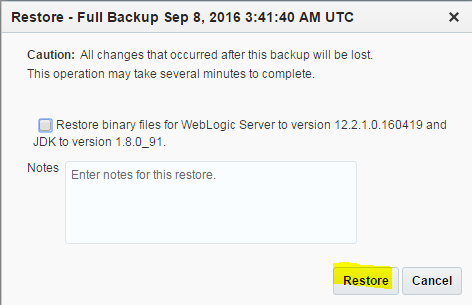 Restore - Full Backup Sep 8, 2016 3:41:40 AM UTC ×
Caution: All changes that occurred after this backup will be lost.
This operation may take several minutes to complete.
Restore binary files for WebLogic Server to version 12.2.1.0.160419 and
JDK to version 1.8.0_91.
Notes
Enter notes for this restore.
Restore Cancel